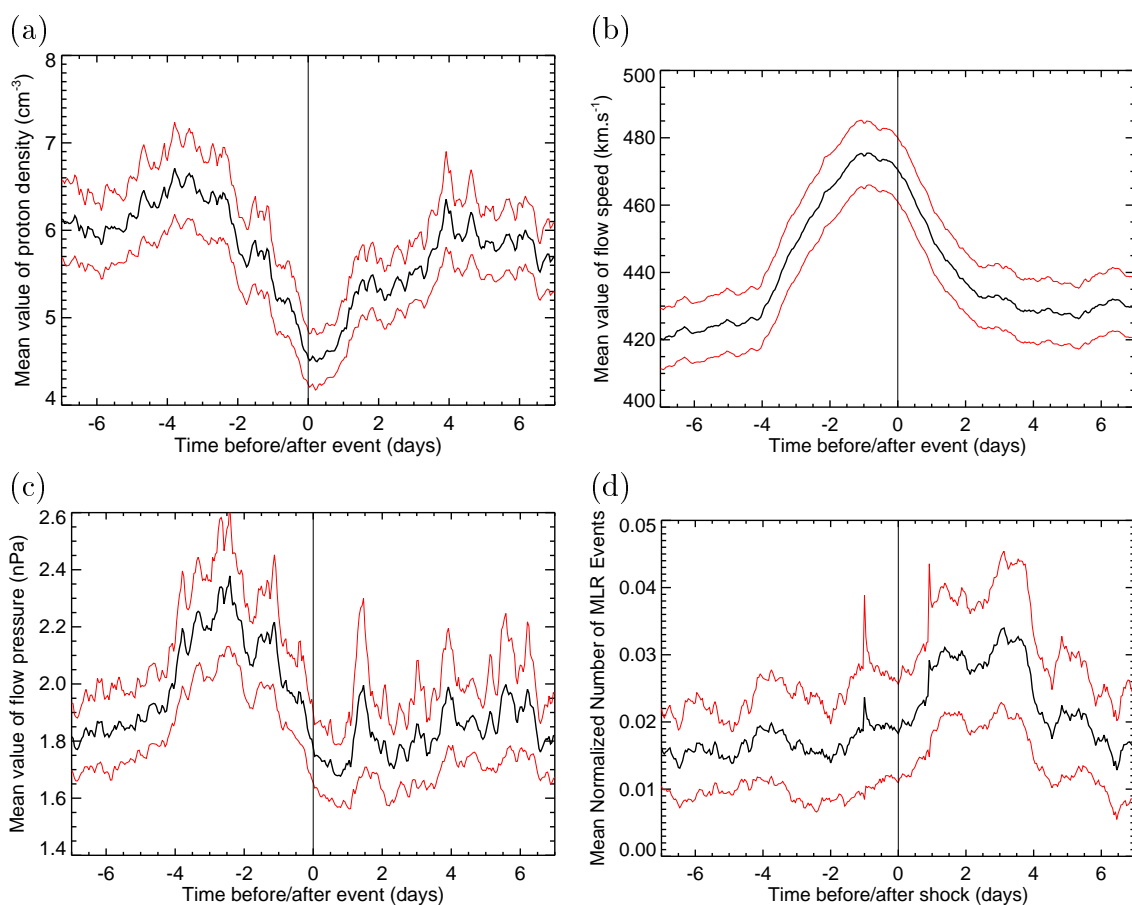 (a)
Mean value of proton density (cm⁻³)
8
7
6
5
4
-6 -4 -2 0 2 4 6
Time before/after event (days)
(b)
Mean value of flow speed (km.s⁻¹)
500
480
460
440
420
400
-6 -4 -2 0 2 4 6
Time before/after event (days)
(c)
Mean value of flow pressure (nPa)
2.6
2.4
2.2
2.0
1.8
1.6
1.4
-6 -4 -2 0 2 4 6
Time before/after event (days)
(d)
Mean Normalized Number of MLR Events
0.05
0.04
0.03
0.02
0.01
0.00
-6 -4 -2 0 2 4 6
Time before/after shock (days)